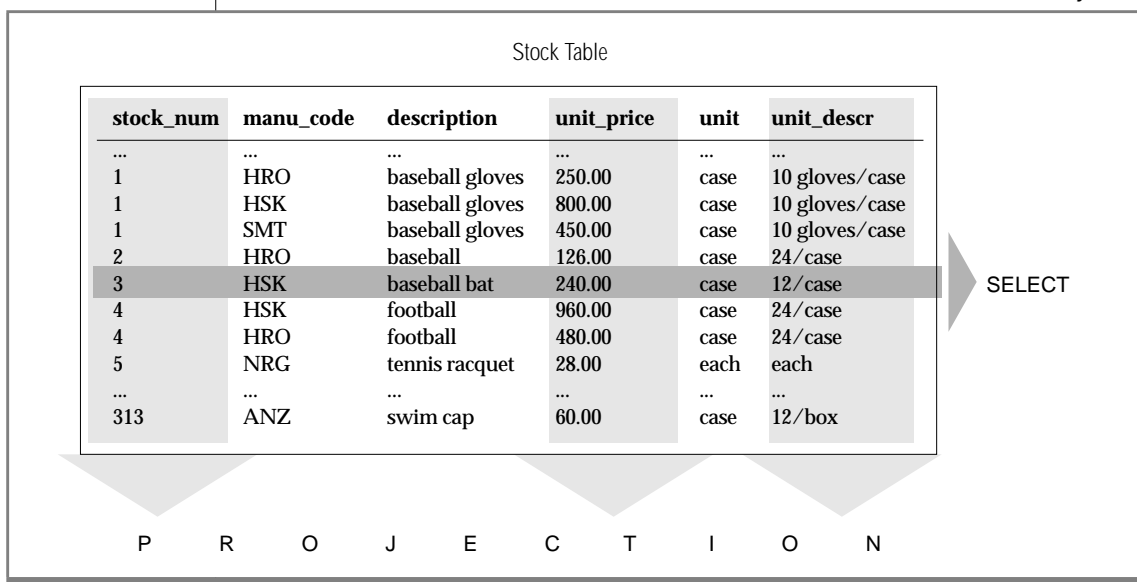 Stock Table
stock_num manu_code description unit_price unit unit_descr
... ... ... ... ... ...
1 HRO baseball gloves 250.00 case 10 gloves/case
1 HSK baseball gloves 800.00 case 10 gloves/case
1 SMT baseball gloves 450.00 case 10 gloves/case
2 HRO baseball 126.00 case 24/case
3 HSK baseball bat 240.00 case 12/case
SELECT
4 HSK football 960.00 case 24/case
4 HRO football 480.00 case 24/case
5 NRG tennis racquet 28.00 each each
... ... ... ... ... ...
313 ANZ swim cap 60.00 case 12/box
P R O J E C T I O N